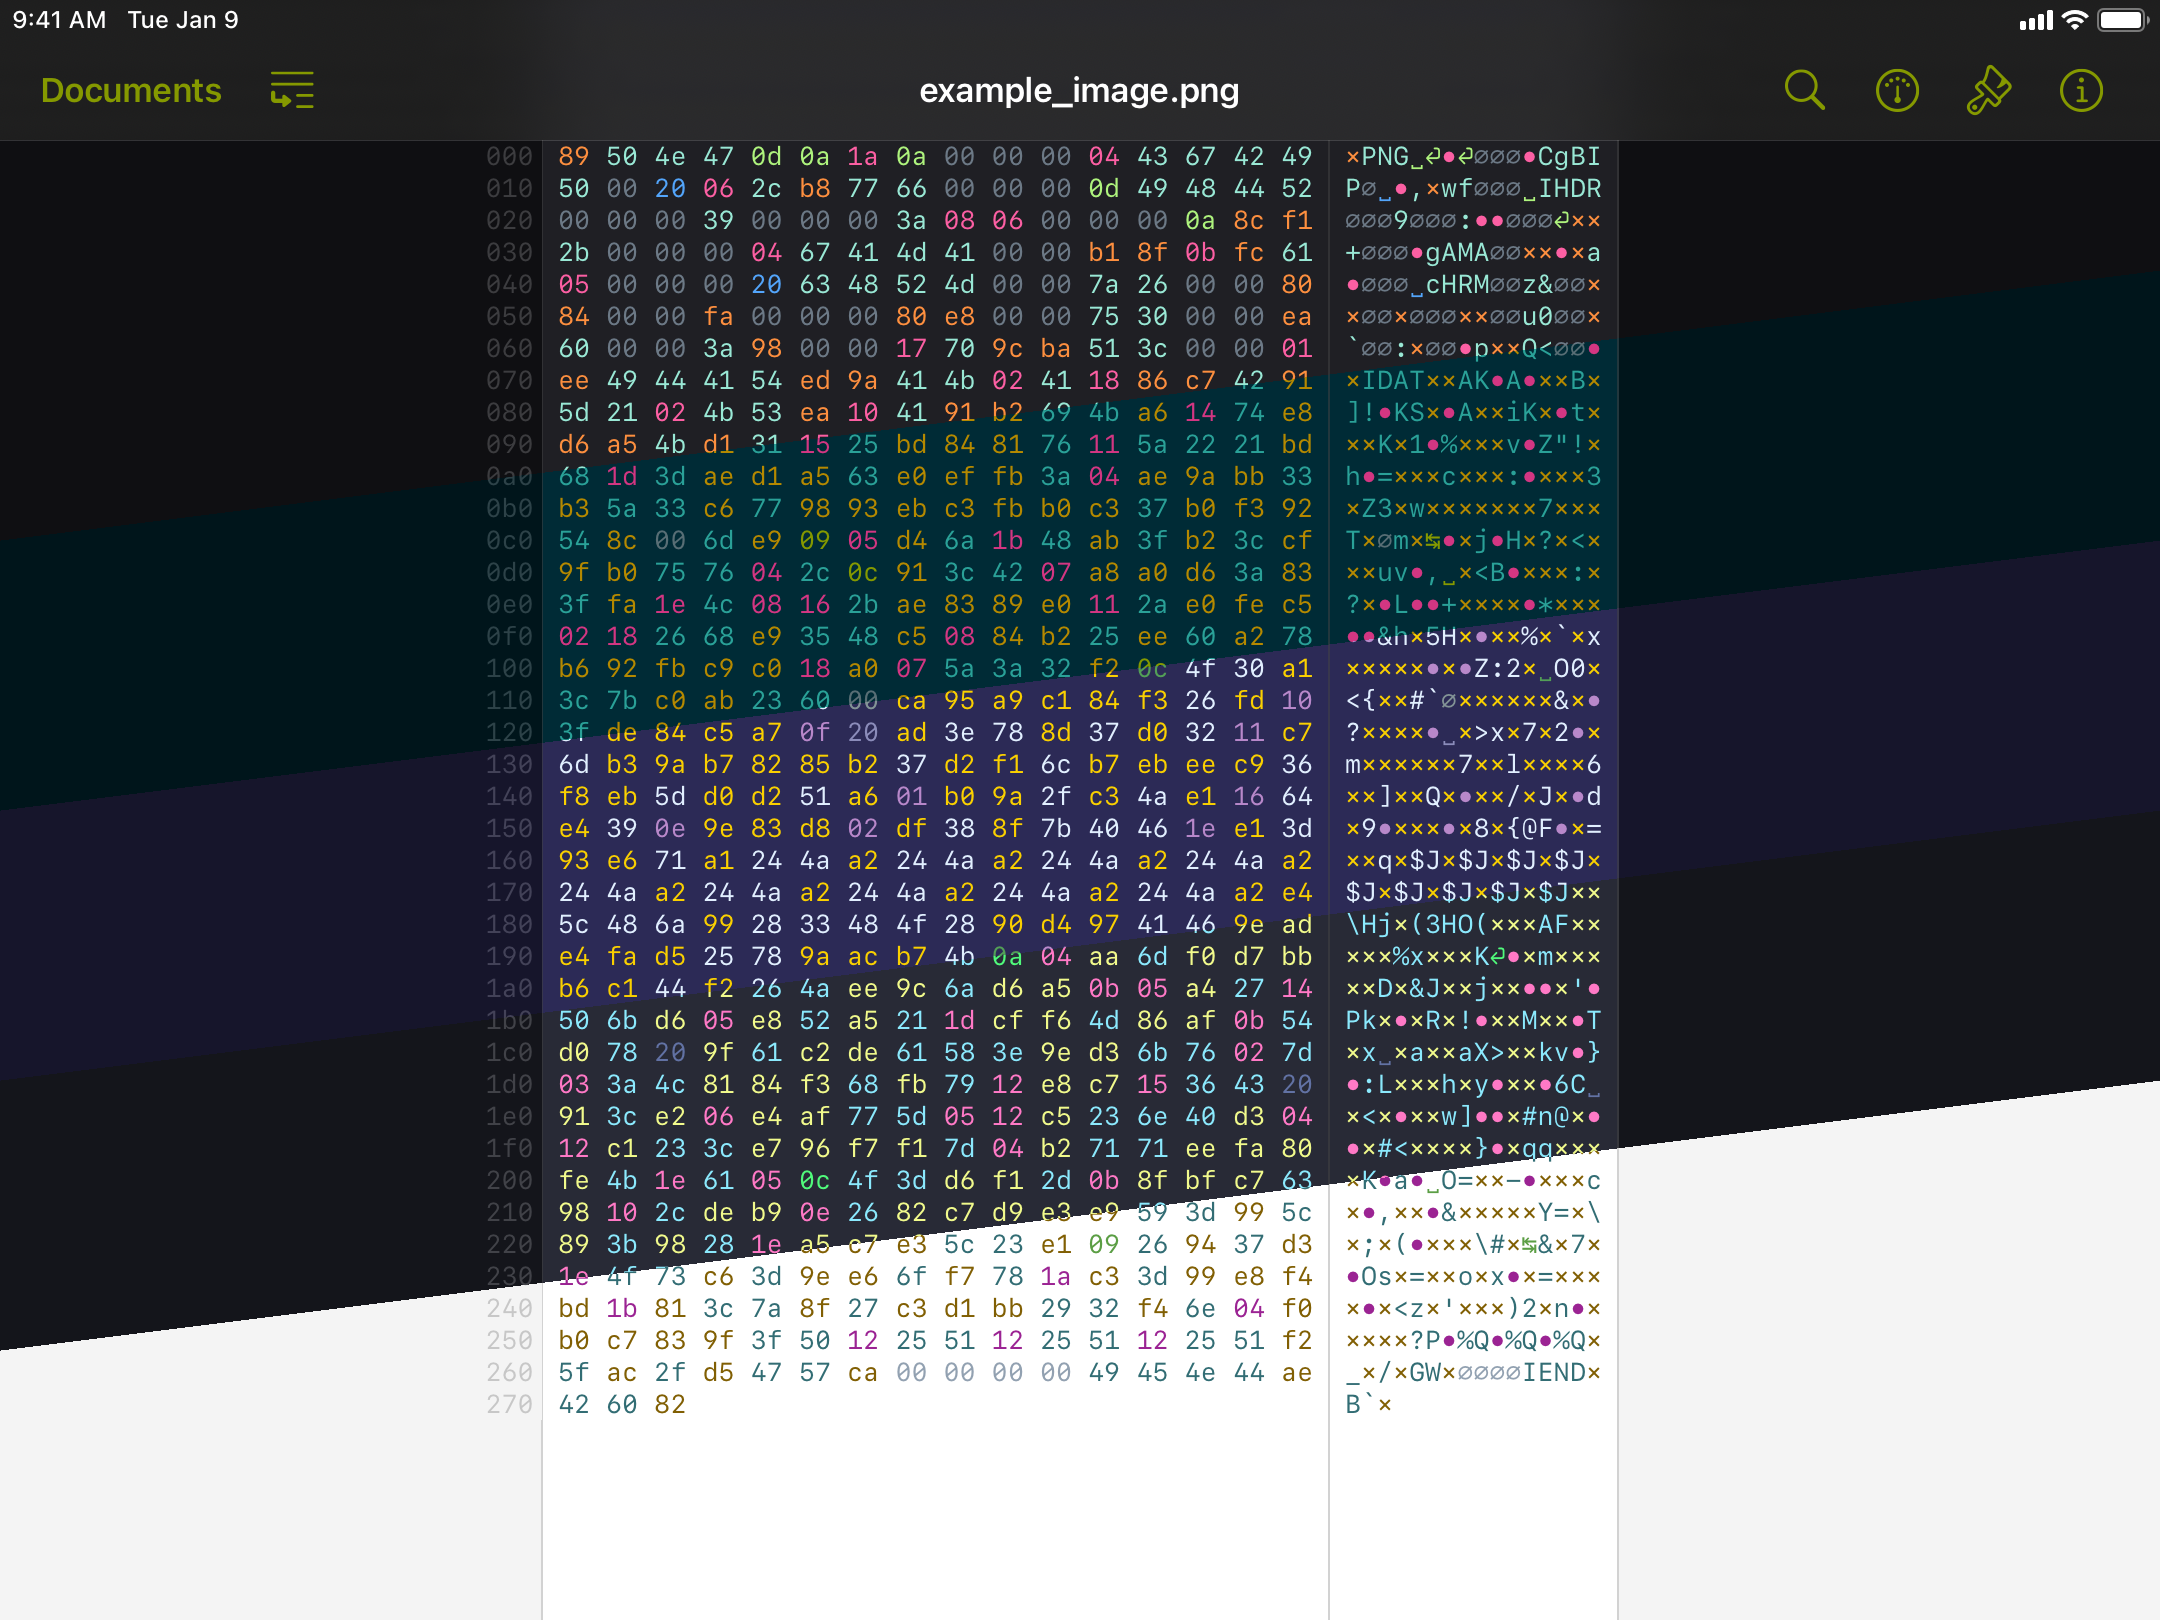 9:41 AM Tue Jan 9
Documents
example_image.png
000 89 50 4e 47 0d 0a 1a 0a 00 00 00 04 43 67 42 49 ×PNG␣⏎•⏎∅∅∅•CgBI
010 50 00 20 06 2c b8 77 66 00 00 00 0d 49 48 44 52 P∅␣•,×wf∅∅∅␣IHDR
020 00 00 00 39 00 00 00 3a 08 06 00 00 00 0a 8c f1 ∅∅∅9∅∅∅:••∅∅∅⏎××
030 2b 00 00 00 04 67 41 4d 41 00 00 b1 8f 0b fc 61 +∅∅∅•gAMA∅∅××•×a
040 05 00 00 00 20 63 48 52 4d 00 00 7a 26 00 00 80 •∅∅∅␣cHRM∅∅z&∅∅×
050 84 00 00 fa 00 00 00 80 e8 00 00 75 30 00 00 ea ×∅∅×∅∅∅××∅∅u0∅∅×
060 60 00 00 3a 98 00 00 17 70 9c ba 51 3c 00 00 01 `∅∅:×∅∅•p××Q<∅∅•
070 ee 49 44 41 54 ed 9a 41 4b 02 41 18 86 c7 42 91 ×IDAT××AK•A•××B×
080 5d 21 02 4b 53 ea 10 41 91 b2 69 4b a6 14 74 e8 ]!•KS×•A××iK×•t×
090 d6 a5 4b d1 31 15 25 bd 84 81 76 11 5a 22 21 bd ××K×1•%×××v•Z"!×
0a0 68 1d 3d ae d1 a5 63 e0 ef fb 3a 04 ae 9a bb 33 h•=×××c×××:•×××3
0b0 b3 5a 33 c6 77 98 93 eb c3 fb b0 c3 37 b0 f3 92 ×Z3×w×××××××7×××
0c0 54 8c 00 6d e9 09 05 d4 6a 1b 48 ab 3f b2 3c cf T×∅m×↹•×j•H×?×<×
0d0 9f b0 75 76 04 2c 0c 91 3c 42 07 a8 a0 d6 3a 83 ××uv•,␣×<B•×××:×
0e0 3f fa 1e 4c 08 16 2b ae 83 89 e0 11 2a e0 fe c5 ?×•L••+××××•*×××
0f0 02 18 26 68 e9 35 48 c5 08 84 b2 25 ee 60 a2 78 ••&h×5H×•××%×`×x
100 b6 92 fb c9 c0 18 a0 07 5a 3a 32 f2 0c 4f 30 a1 ×××××•×•Z:2×␣O0×
110 3c 7b c0 ab 23 60 00 ca 95 a9 c1 84 f3 26 fd 10 <{××#`∅××××××&×•
120 3f de 84 c5 a7 0f 20 ad 3e 78 8d 37 d0 32 11 c7 ?××××•␣×>x×7×2•×
130 6d b3 9a b7 82 85 b2 37 d2 f1 6c b7 eb ee c9 36 m××××××7××l××××6
140 f8 eb 5d d0 d2 51 a6 01 b0 9a 2f c3 4a e1 16 64 ××]××Q×•××/×J×•d
150 e4 39 0e 9e 83 d8 02 df 38 8f 7b 40 46 1e e1 3d ×9•×××•×8×{@F•×=
160 93 e6 71 a1 24 4a a2 24 4a a2 24 4a a2 24 4a a2 ××q×$J×$J×$J×$J×
170 24 4a a2 24 4a a2 24 4a a2 24 4a a2 24 4a a2 e4 $J×$J×$J×$J×$J××
180 5c 48 6a 99 28 33 48 4f 28 90 d4 97 41 46 9e ad \Hj×(3HO(×××AF××
190 e4 fa d5 25 78 9a ac b7 4b 0a 04 aa 6d f0 d7 bb ×××%x×××K⏎•×m×××
1a0 b6 c1 44 f2 26 4a ee 9c 6a d6 a5 0b 05 a4 27 14 ××D×&J××j××••×'•
1b0 50 6b d6 05 e8 52 a5 21 1d cf f6 4d 86 af 0b 54 Pk×•×R×!•××M××•T
1c0 d0 78 20 9f 61 c2 de 61 58 3e 9e d3 6b 76 02 7d ×x␣×a××aX>××kv•}
1d0 03 3a 4c 81 84 f3 68 fb 79 12 e8 c7 15 36 43 20 •:L×××h×y•××•6C␣
1e0 91 3c e2 06 e4 af 77 5d 05 12 c5 23 6e 40 d3 04 ×<×•××w]••×#n@×•
1f0 12 c1 23 3c e7 96 f7 f1 7d 04 b2 71 71 ee fa 80 •×#<××××}•×qq×××
200 fe 4b 1e 61 05 0c 4f 3d d6 f1 2d 0b 8f bf c7 63 ×K•a•␣O=××-•×××c
210 98 10 2c de b9 0e 26 82 c7 d9 e3 e9 59 3d 99 5c ו,××•&×××××Y=×\
220 89 3b 98 28 1e a5 c7 e3 5c 23 e1 09 26 94 37 d3 ×;×(•×××\#×↹&×7×
230 1e 4f 73 c6 3d 9e e6 6f f7 78 1a c3 3d 99 e8 f4 •Os×=××o×x•×=×××
240 bd 1b 81 3c 7a 8f 27 c3 d1 bb 29 32 f4 6e 04 f0 ו×<z×'×××)2×n•×
250 b0 c7 83 9f 3f 50 12 25 51 12 25 51 12 25 51 f2 ××××?P•%Q•%Q•%Q×
260 5f ac 2f d5 47 57 ca 00 00 00 00 49 45 4e 44 ae _×/×GW×∅∅∅∅IEND×
270 42 60 82 B`×